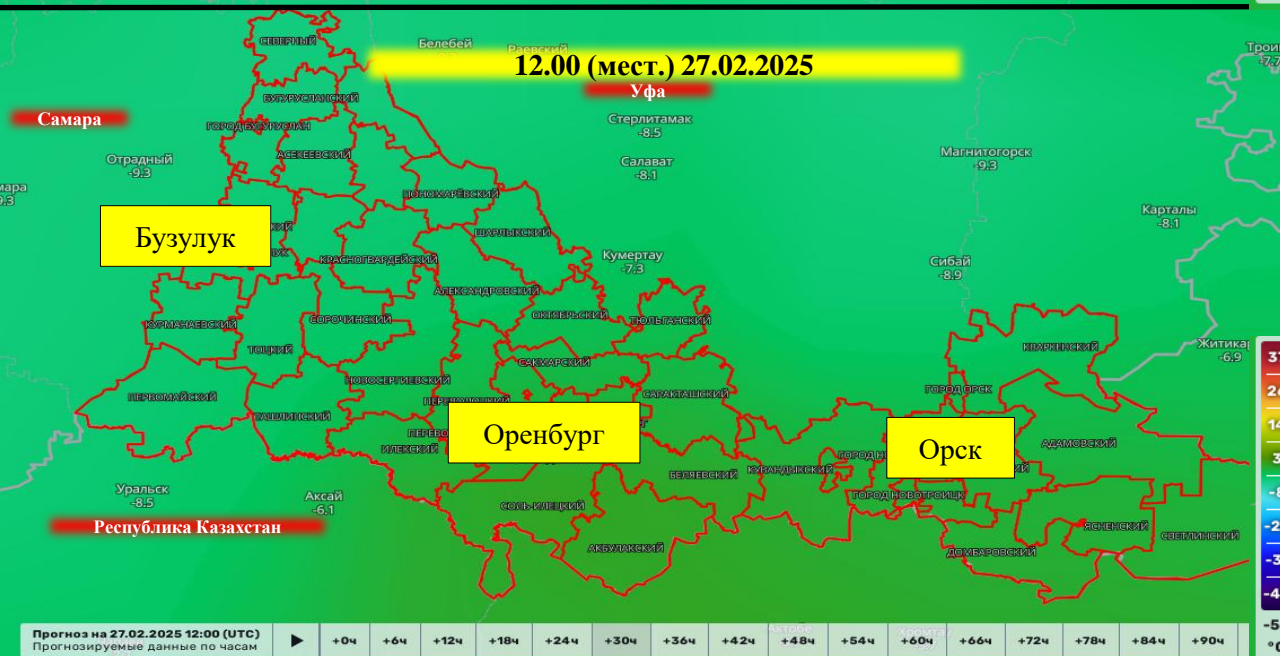 СЕВЕРНЫЙ
Белебей
Раевский
12.00 (мест.) 27.02.2025
Уфа
БУГУРУСЛАНСКИЙ
Самара
ГОРОД БУГУРУСЛАН
Стерлитамак
-8.5
АСЕКЕЕВСКИЙ
Отрадный
-9.3
Салават
-8.1
Магнитогорск
-9.3
ПОНОМАРЁВСКИЙ
Карталы
-8.1
Бузулук
ШАРЛЫКСКИЙ
КРАСНОГВАРДЕЙСКИЙ
Кумертау
-7.3
Сибай
-8.9
АЛЕКСАНДРОВСКИЙ
ОКТЯБРЬСКИЙ
ТЮЛЬГАНСКИЙ
КУРМАНАЕВСКИЙ
СОРОЧИНСКИЙ
ТОЦКИЙ
КВАРКЕНСКИЙ
-6.9
САКМАРСКИЙ
НОВОСЕРГИЕВСКИЙ
ПЕРВОМАЙСКИЙ
САРАКТАШСКИЙ
ГОРОД ОРСК
ТАШЛИНСКИЙ
Оренбург
Орск
ИЛЕКСКИЙ
АДАМОВСКИЙ
БЕЛЯЕВСКИЙ
КУВАНДЫКСКИЙ
Уральск
-8.5
Аксай
-6.1
ГОРОД НОВОТРОИЦК
СОЛЬ-ИЛЕЦКИЙ
Республика Казахстан
ЯСНЕНСКИЙ
СВЕТЛИНСКИЙ
АКБУЛАКСКИЙ
ДОМБАРОВСКИЙ
Прогноз на 27.02.2025 12:00 (UTC)
Прогнозируемые данные по часам
+0ч +6ч +12ч +18ч +24ч +30ч +36ч +42ч +48ч +54ч +60ч +66ч +72ч +78ч +84ч +90ч